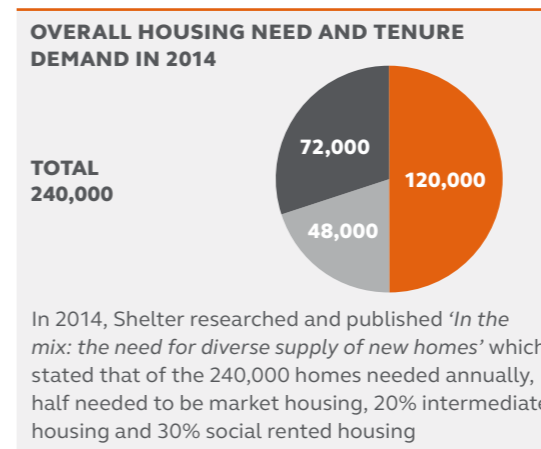 OVERALL HOUSING NEED AND TENURE
DEMAND IN 2014
TOTAL
240,000
72,000
120,000
48,000
In 2014, Shelter researched and published ‘In the
mix: the need for diverse supply of new homes’ which
stated that of the 240,000 homes needed annually,
half needed to be market housing, 20% intermediate
housing and 30% social rented housing